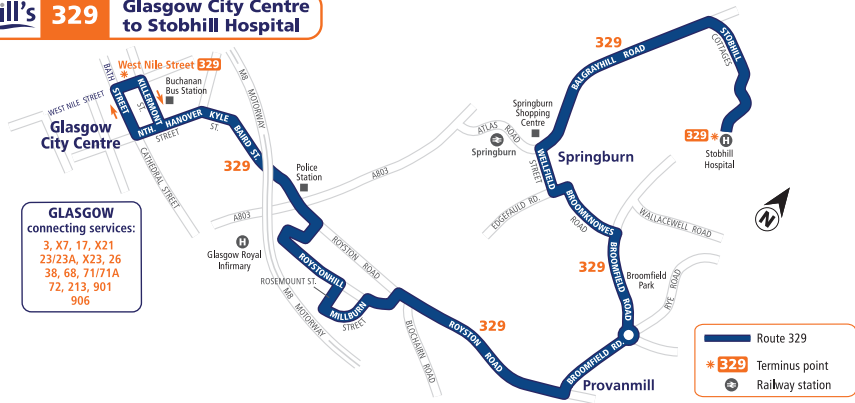 ill's
329
Glasgow City Centre
to Stobhill Hospital
West Nile Street 329
WEST NILE STREET
BATH
STREET
KILLERMONT
ST.
Buchanan
Bus Station
Glasgow
City Centre
NTH. HANOVER
STREET
KYLE
ST.
BAIRD ST.
CATHEDRAL STREET
M8 MOTORWAY
329
Police
Station
A803
A803
GLASGOW
connecting services:
3, X7, 17, X21
23/23A, X23, 26
38, 68, 71/71A
72, 213, 901
906
H
Glasgow Royal
Infirmary
ROYSTON ROAD
ROYSTONHILL
ROSEMOUNT ST.
MILLBURN
STREET
M8 MOTORWAY
BLOCHAIRN ROAD
329
ROYSTON ROAD
Provanmill
BROOMFIELD RD.
RYE ROAD
Broomfield
Park
329
BROOMFIELD ROAD
WALLACEWELL ROAD
BROOMKNOWES
ROAD
EDGEFAULD RD.
WELLFIELD
STREET
Springburn
ATLAS ROAD
Springburn
Springburn
Shopping
Centre
BALGRAYHILL ROAD
329
STOBHILL
COTTAGES
329
H
Stobhill
Hospital
N
Route 329
329 Terminus point
Railway station